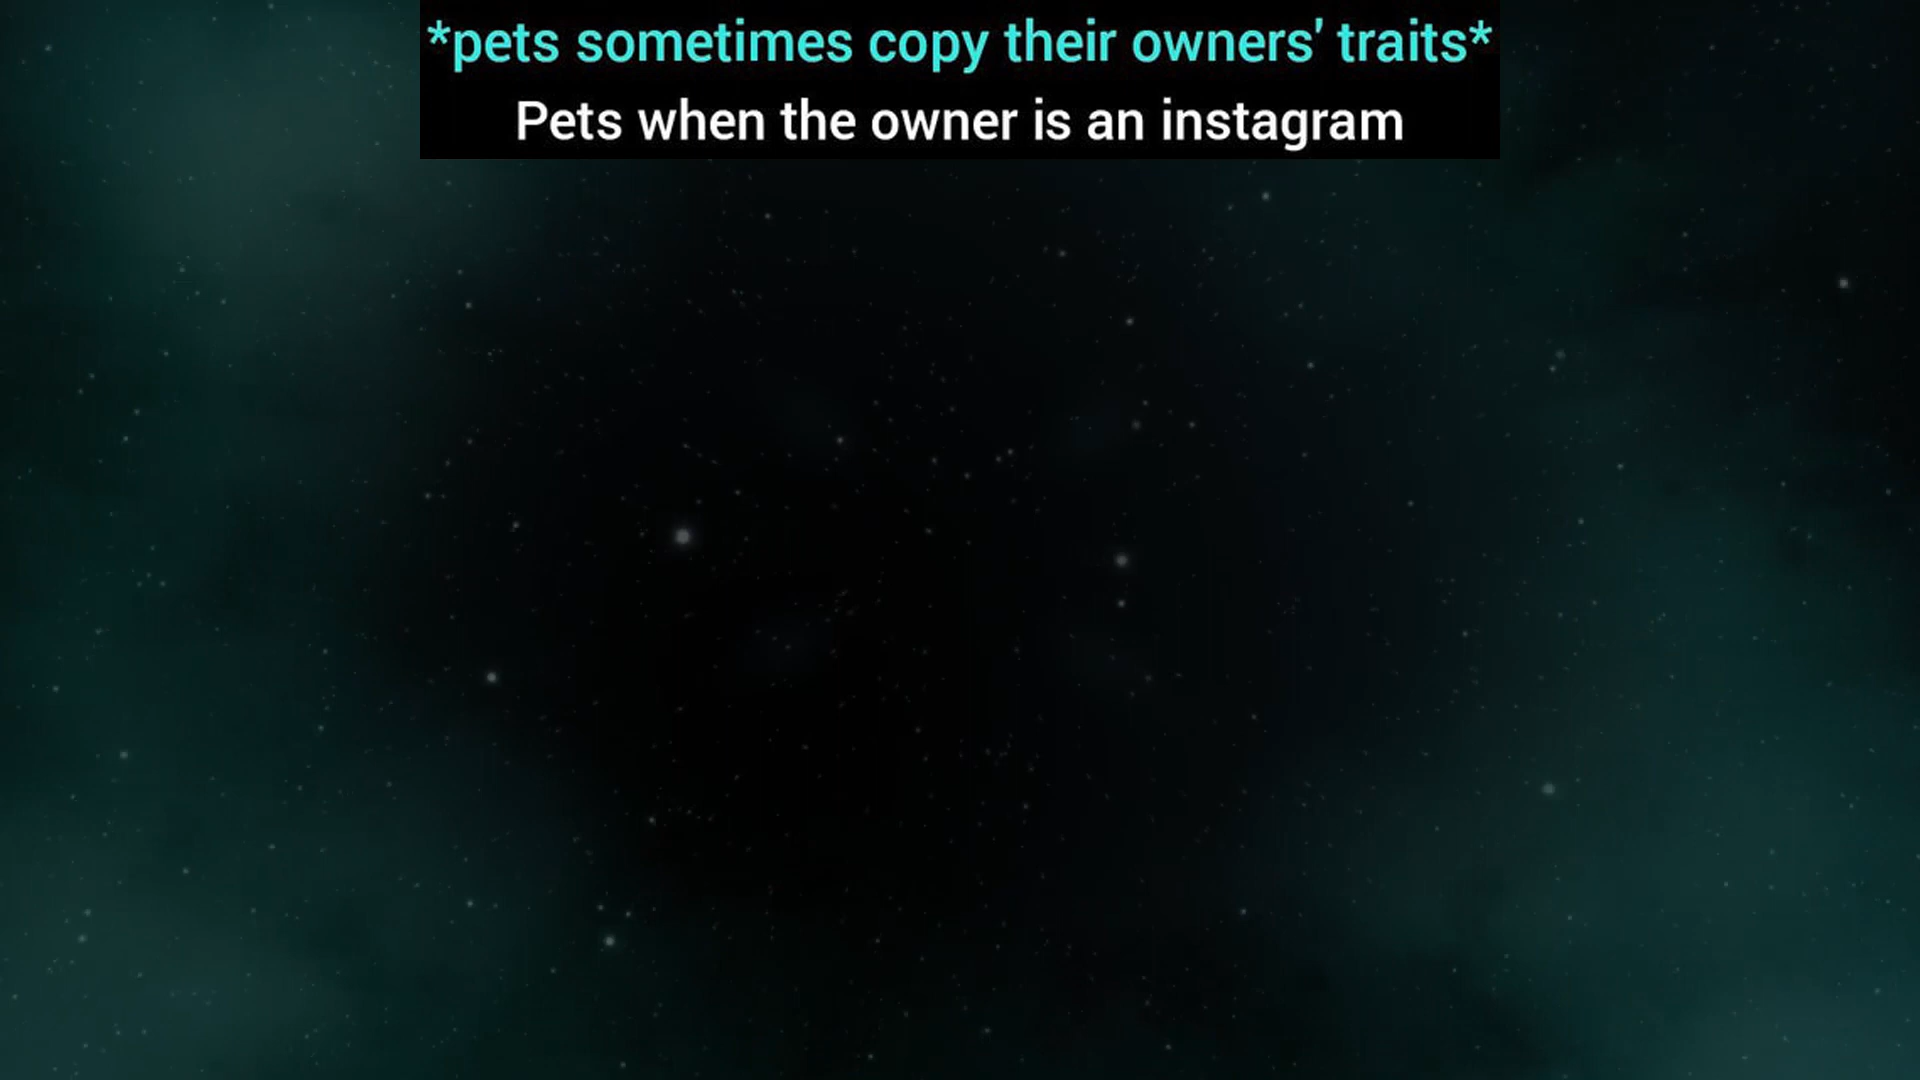 *pets sometimes copy their owners' traits*
Pets when the owner is an instagram